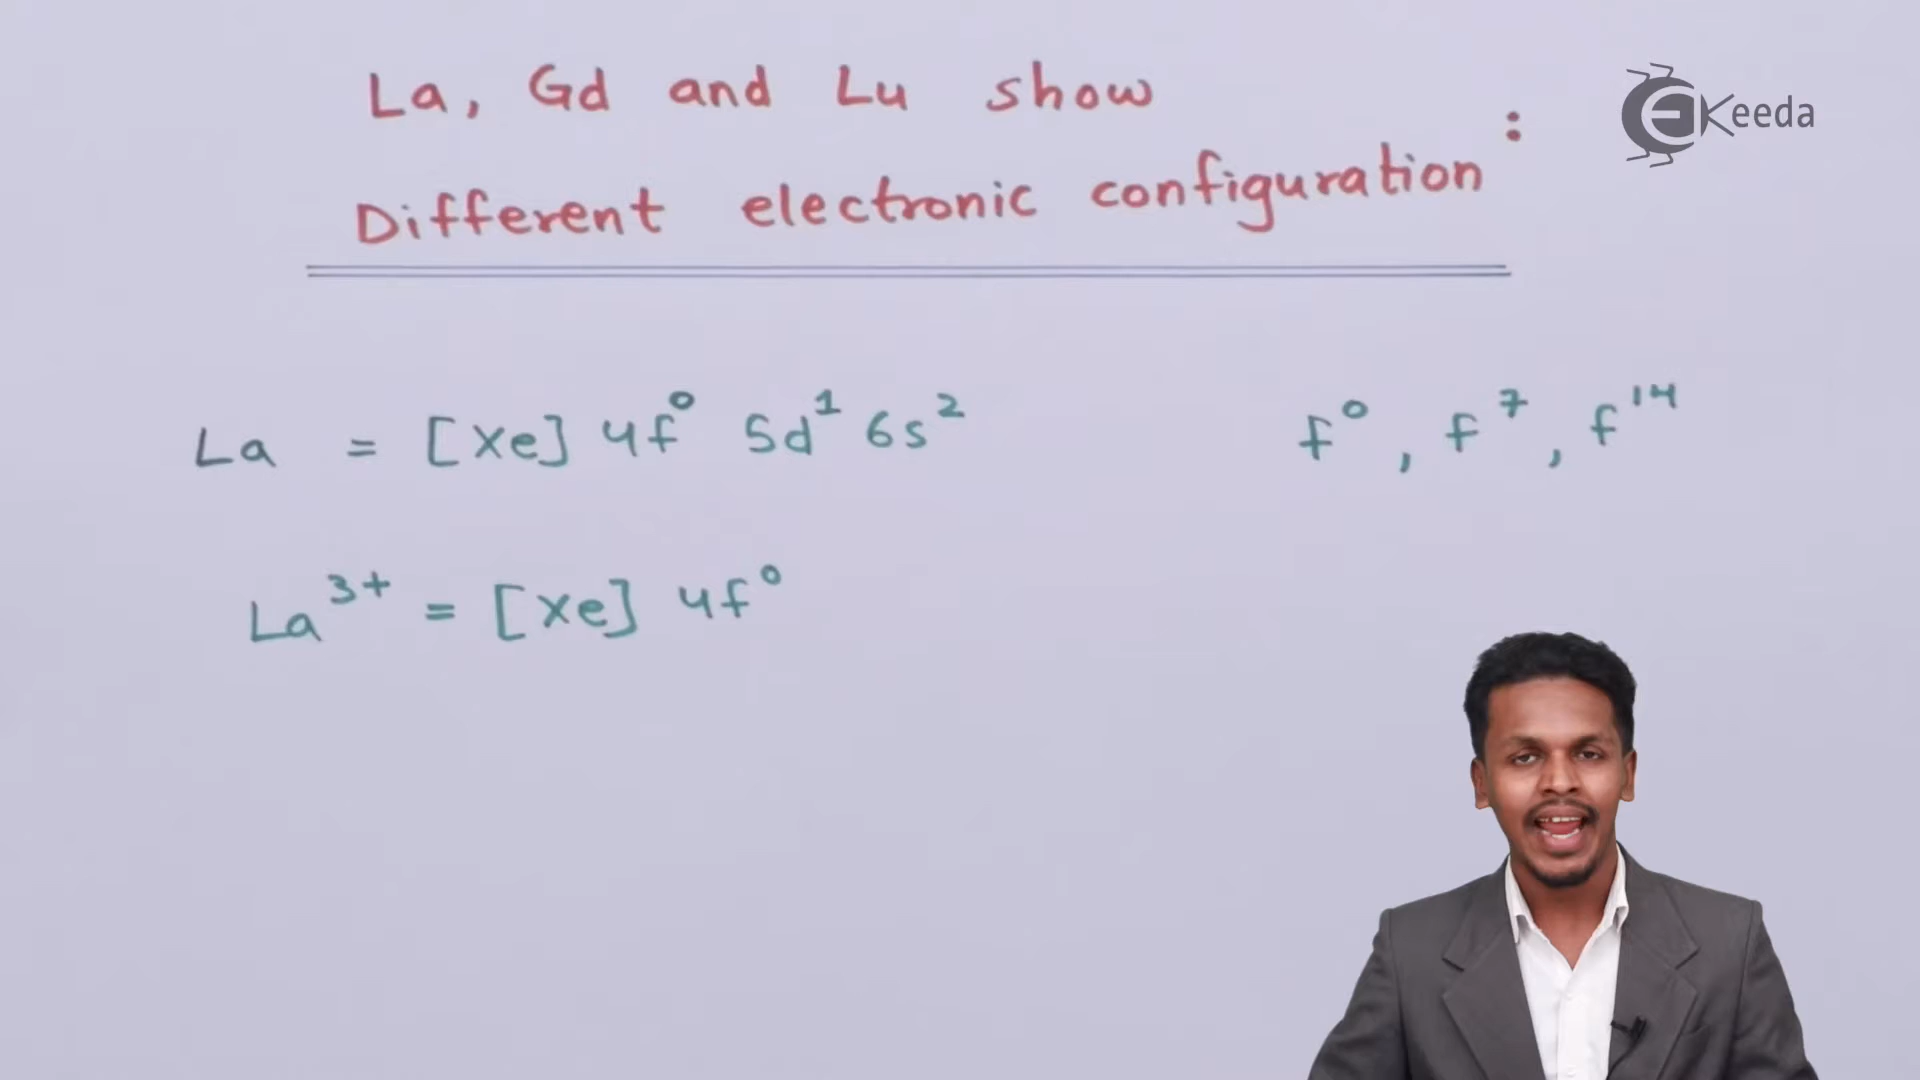 La, Gd and Lu show
Different electronic configuration :
EKeeda
La = [Xe] 4f⁰ 5d¹ 6s² f⁰, f⁷, f¹⁴
La³⁺ = [Xe] 4f⁰